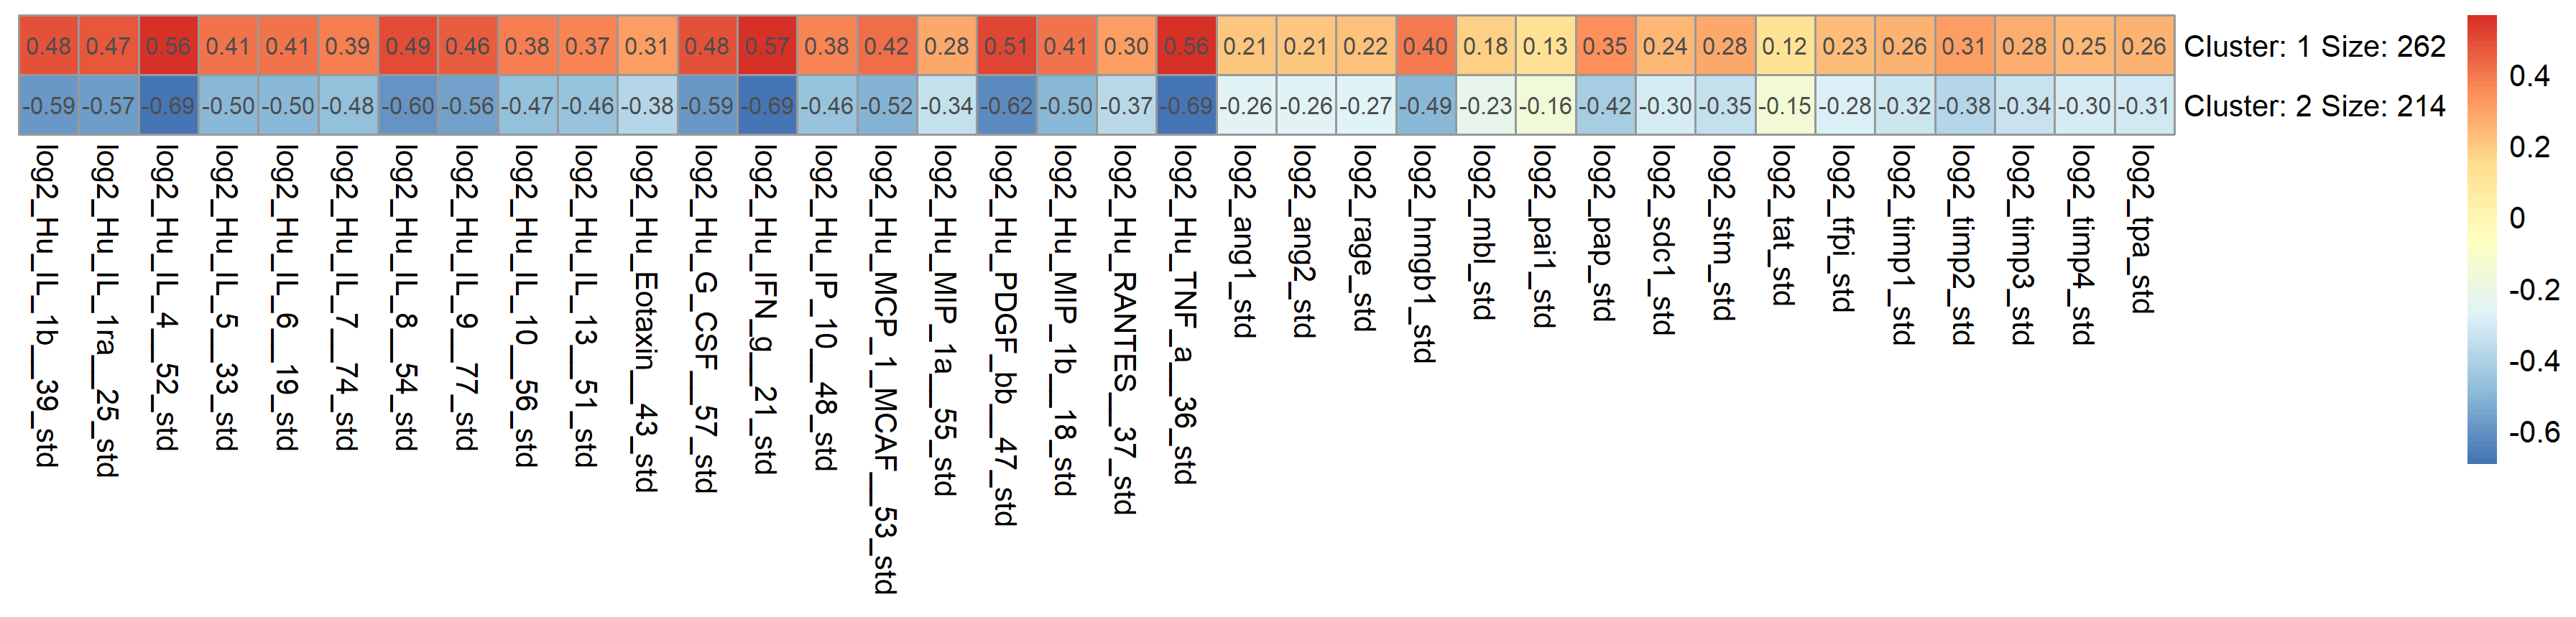 0.48 0.47 0.56 0.41 0.41 0.39 0.49 0.46 0.38 0.37 0.31 0.48 0.57 0.38 0.42 0.28 0.51 0.41 0.30 0.56 0.21 0.21 0.22 0.40 0.18 0.13 0.35 0.24 0.28 0.12 0.23 0.26 0.31 0.28 0.25 0.26 Cluster: 1 Size: 262
-0.59 -0.57 -0.69 -0.50 -0.50 -0.48 -0.60 -0.56 -0.47 -0.46 -0.38 -0.59 -0.69 -0.46 -0.52 -0.34 -0.62 -0.50 -0.37 -0.69 -0.26 -0.26 -0.27 -0.49 -0.23 -0.16 -0.42 -0.30 -0.35 -0.15 -0.28 -0.32 -0.38 -0.34 -0.30 -0.31 Cluster: 2 Size: 214
log2_Hu_IL_1b__39_std
log2_Hu_IL_1ra__25_std
log2_Hu_IL_4__52_std
log2_Hu_IL_5__33_std
log2_Hu_IL_6__19_std
log2_Hu_IL_7__74_std
log2_Hu_IL_8__54_std
log2_Hu_IL_9__77_std
log2_Hu_IL_10__56_std
log2_Hu_IL_13__51_std
log2_Hu_Eotaxin__43_std
log2_Hu_G_CSF__57_std
log2_Hu_IFN_g__21_std
log2_Hu_IP_10__48_std
log2_Hu_MCP_1_MCAF__53_std
log2_Hu_MIP_1a__55_std
log2_Hu_PDGF_bb__47_std
log2_Hu_MIP_1b__18_std
log2_Hu_RANTES__37_std
log2_Hu_TNF_a__36_std
log2_ang1_std
log2_ang2_std
log2_rage_std
log2_hmgb1_std
log2_mbl_std
log2_pai1_std
log2_pap_std
log2_sdc1_std
log2_stm_std
log2_tat_std
log2_tfpi_std
log2_timp1_std
log2_timp2_std
log2_timp3_std
log2_timp4_std
log2_tpa_std
0.4
0.2
0
-0.2
-0.4
-0.6